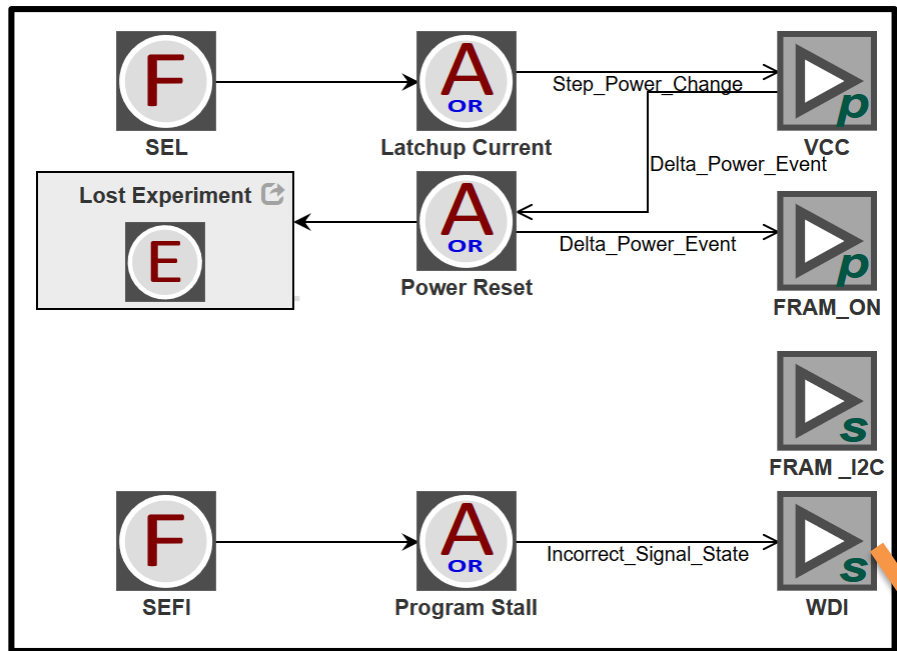 F
A
OR
Step_Power_Change
p
SEL
Latchup Current
VCC
Delta_Power_Event
Lost Experiment
E
A
OR
Delta_Power_Event
p
Power Reset
FRAM_ON
s
FRAM _I2C
F
A
OR
Incorrect_Signal_State
s
SEFI
Program Stall
WDI